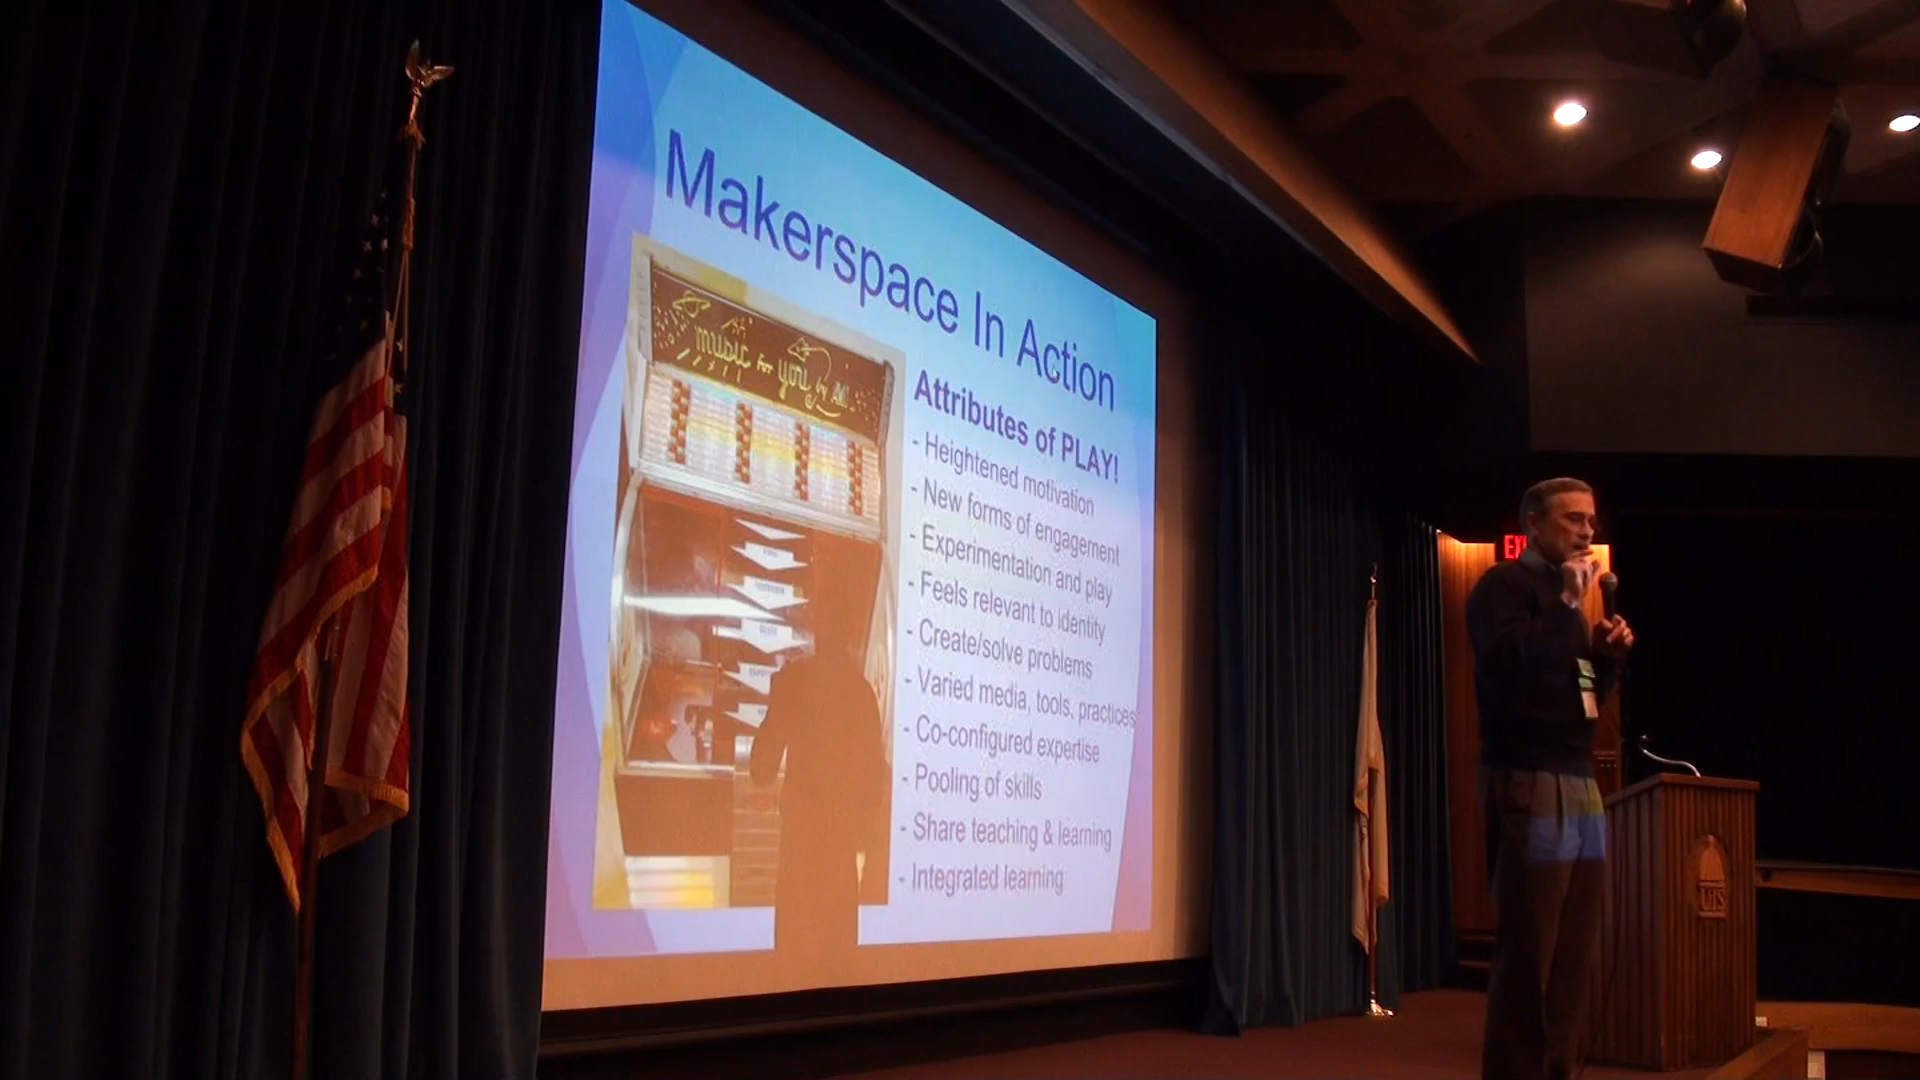 Makerspace In Action
music for you by
Attributes of PLAY!
- Heightened motivation
- New forms of engagement
- Experimentation and play
- Feels relevant to identity
- Create/solve problems
- Varied media, tools, practices
- Co-configured expertise
- Pooling of skills
- Share teaching & learning
- Integrated learning
UIS